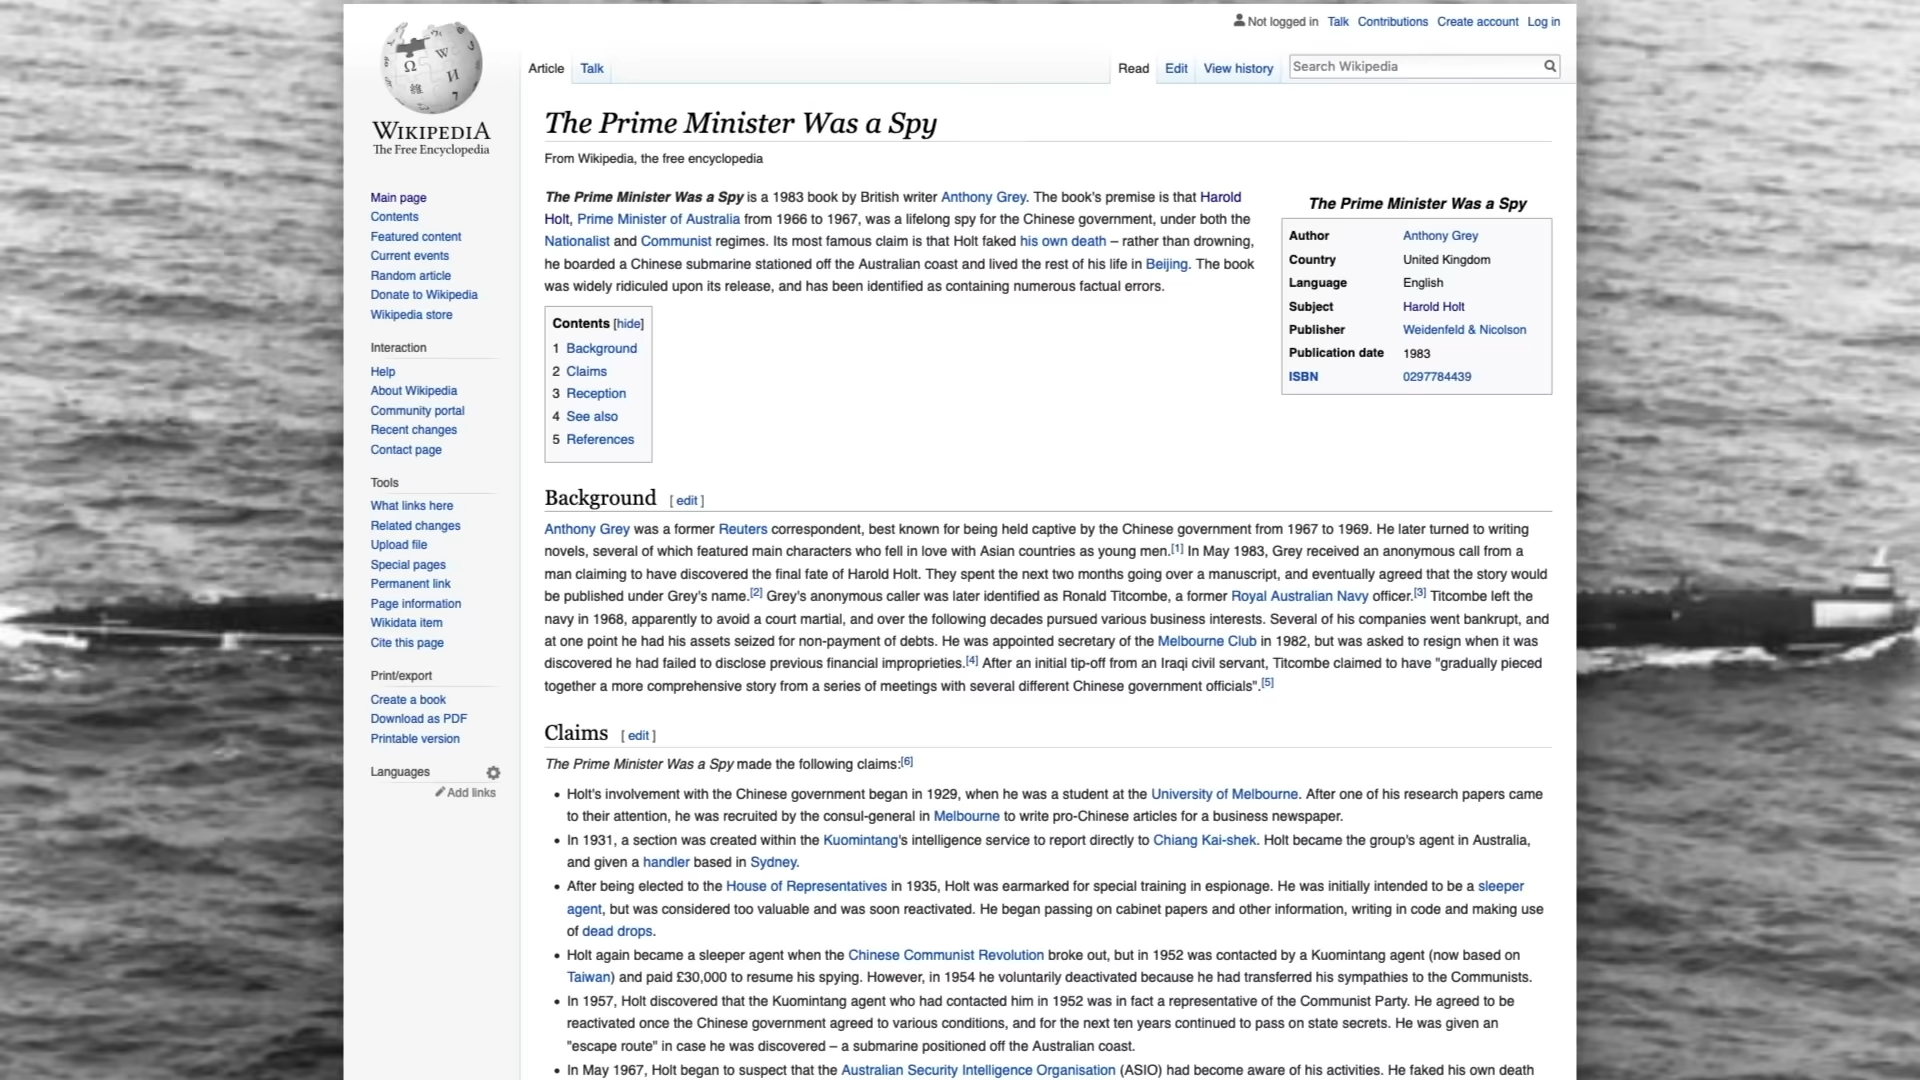 Not logged in Talk Contributions Create account Log in
Article Talk Read Edit View history Search Wikipedia
WIKIPEDIA
The Free Encyclopedia
Main page
Contents
Featured content
Current events
Random article
Donate to Wikipedia
Wikipedia store
Interaction
Help
About Wikipedia
Community portal
Recent changes
Contact page
Tools
What links here
Related changes
Upload file
Special pages
Permanent link
Page information
Wikidata item
Cite this page
Print/export
Create a book
Download as PDF
Printable version
Languages
Add links
The Prime Minister Was a Spy
From Wikipedia, the free encyclopedia
The Prime Minister Was a Spy is a 1983 book by British writer Anthony Grey. The book's premise is that Harold
Holt, Prime Minister of Australia from 1966 to 1967, was a lifelong spy for the Chinese government, under both the
Nationalist and Communist regimes. Its most famous claim is that Holt faked his own death – rather than drowning,
he boarded a Chinese submarine stationed off the Australian coast and lived the rest of his life in Beijing. The book
was widely ridiculed upon its release, and has been identified as containing numerous factual errors.
The Prime Minister Was a Spy
Author Anthony Grey
Country United Kingdom
Language English
Subject Harold Holt
Publisher Weidenfeld & Nicolson
Publication date 1983
ISBN 0297784439
Contents [hide]
1 Background
2 Claims
3 Reception
4 See also
5 References
Background [ edit ]
Anthony Grey was a former Reuters correspondent, best known for being held captive by the Chinese government from 1967 to 1969. He later turned to writing
novels, several of which featured main characters who fell in love with Asian countries as young men.[1] In May 1983, Grey received an anonymous call from a
man claiming to have discovered the final fate of Harold Holt. They spent the next two months going over a manuscript, and eventually agreed that the story would
be published under Grey's name.[2] Grey's anonymous caller was later identified as Ronald Titcombe, a former Royal Australian Navy officer.[3] Titcombe left the
navy in 1968, apparently to avoid a court martial, and over the following decades pursued various business interests. Several of his companies went bankrupt, and
at one point he had his assets seized for non-payment of debts. He was appointed secretary of the Melbourne Club in 1982, but was asked to resign when it was
discovered he had failed to disclose previous financial improprieties.[4] After an initial tip-off from an Iraqi civil servant, Titcombe claimed to have "gradually pieced
together a more comprehensive story from a series of meetings with several different Chinese government officials".[5]
Claims [ edit ]
The Prime Minister Was a Spy made the following claims:[6]
• Holt's involvement with the Chinese government began in 1929, when he was a student at the University of Melbourne. After one of his research papers came
to their attention, he was recruited by the consul-general in Melbourne to write pro-Chinese articles for a business newspaper.
• In 1931, a section was created within the Kuomintang's intelligence service to report directly to Chiang Kai-shek. Holt became the group's agent in Australia,
and given a handler based in Sydney.
• After being elected to the House of Representatives in 1935, Holt was earmarked for special training in espionage. He was initially intended to be a sleeper
agent, but was considered too valuable and was soon reactivated. He began passing on cabinet papers and other information, writing in code and making use
of dead drops.
• Holt again became a sleeper agent when the Chinese Communist Revolution broke out, but in 1952 was contacted by a Kuomintang agent (now based on
Taiwan) and paid £30,000 to resume his spying. However, in 1954 he voluntarily deactivated because he had transferred his sympathies to the Communists.
• In 1957, Holt discovered that the Kuomintang agent who had contacted him in 1952 was in fact a representative of the Communist Party. He agreed to be
reactivated once the Chinese government agreed to various conditions, and for the next ten years continued to pass on state secrets. He was given an
"escape route" in case he was discovered – a submarine positioned off the Australian coast.
• In May 1967, Holt began to suspect that the Australian Security Intelligence Organisation (ASIO) had become aware of his activities. He faked his own death